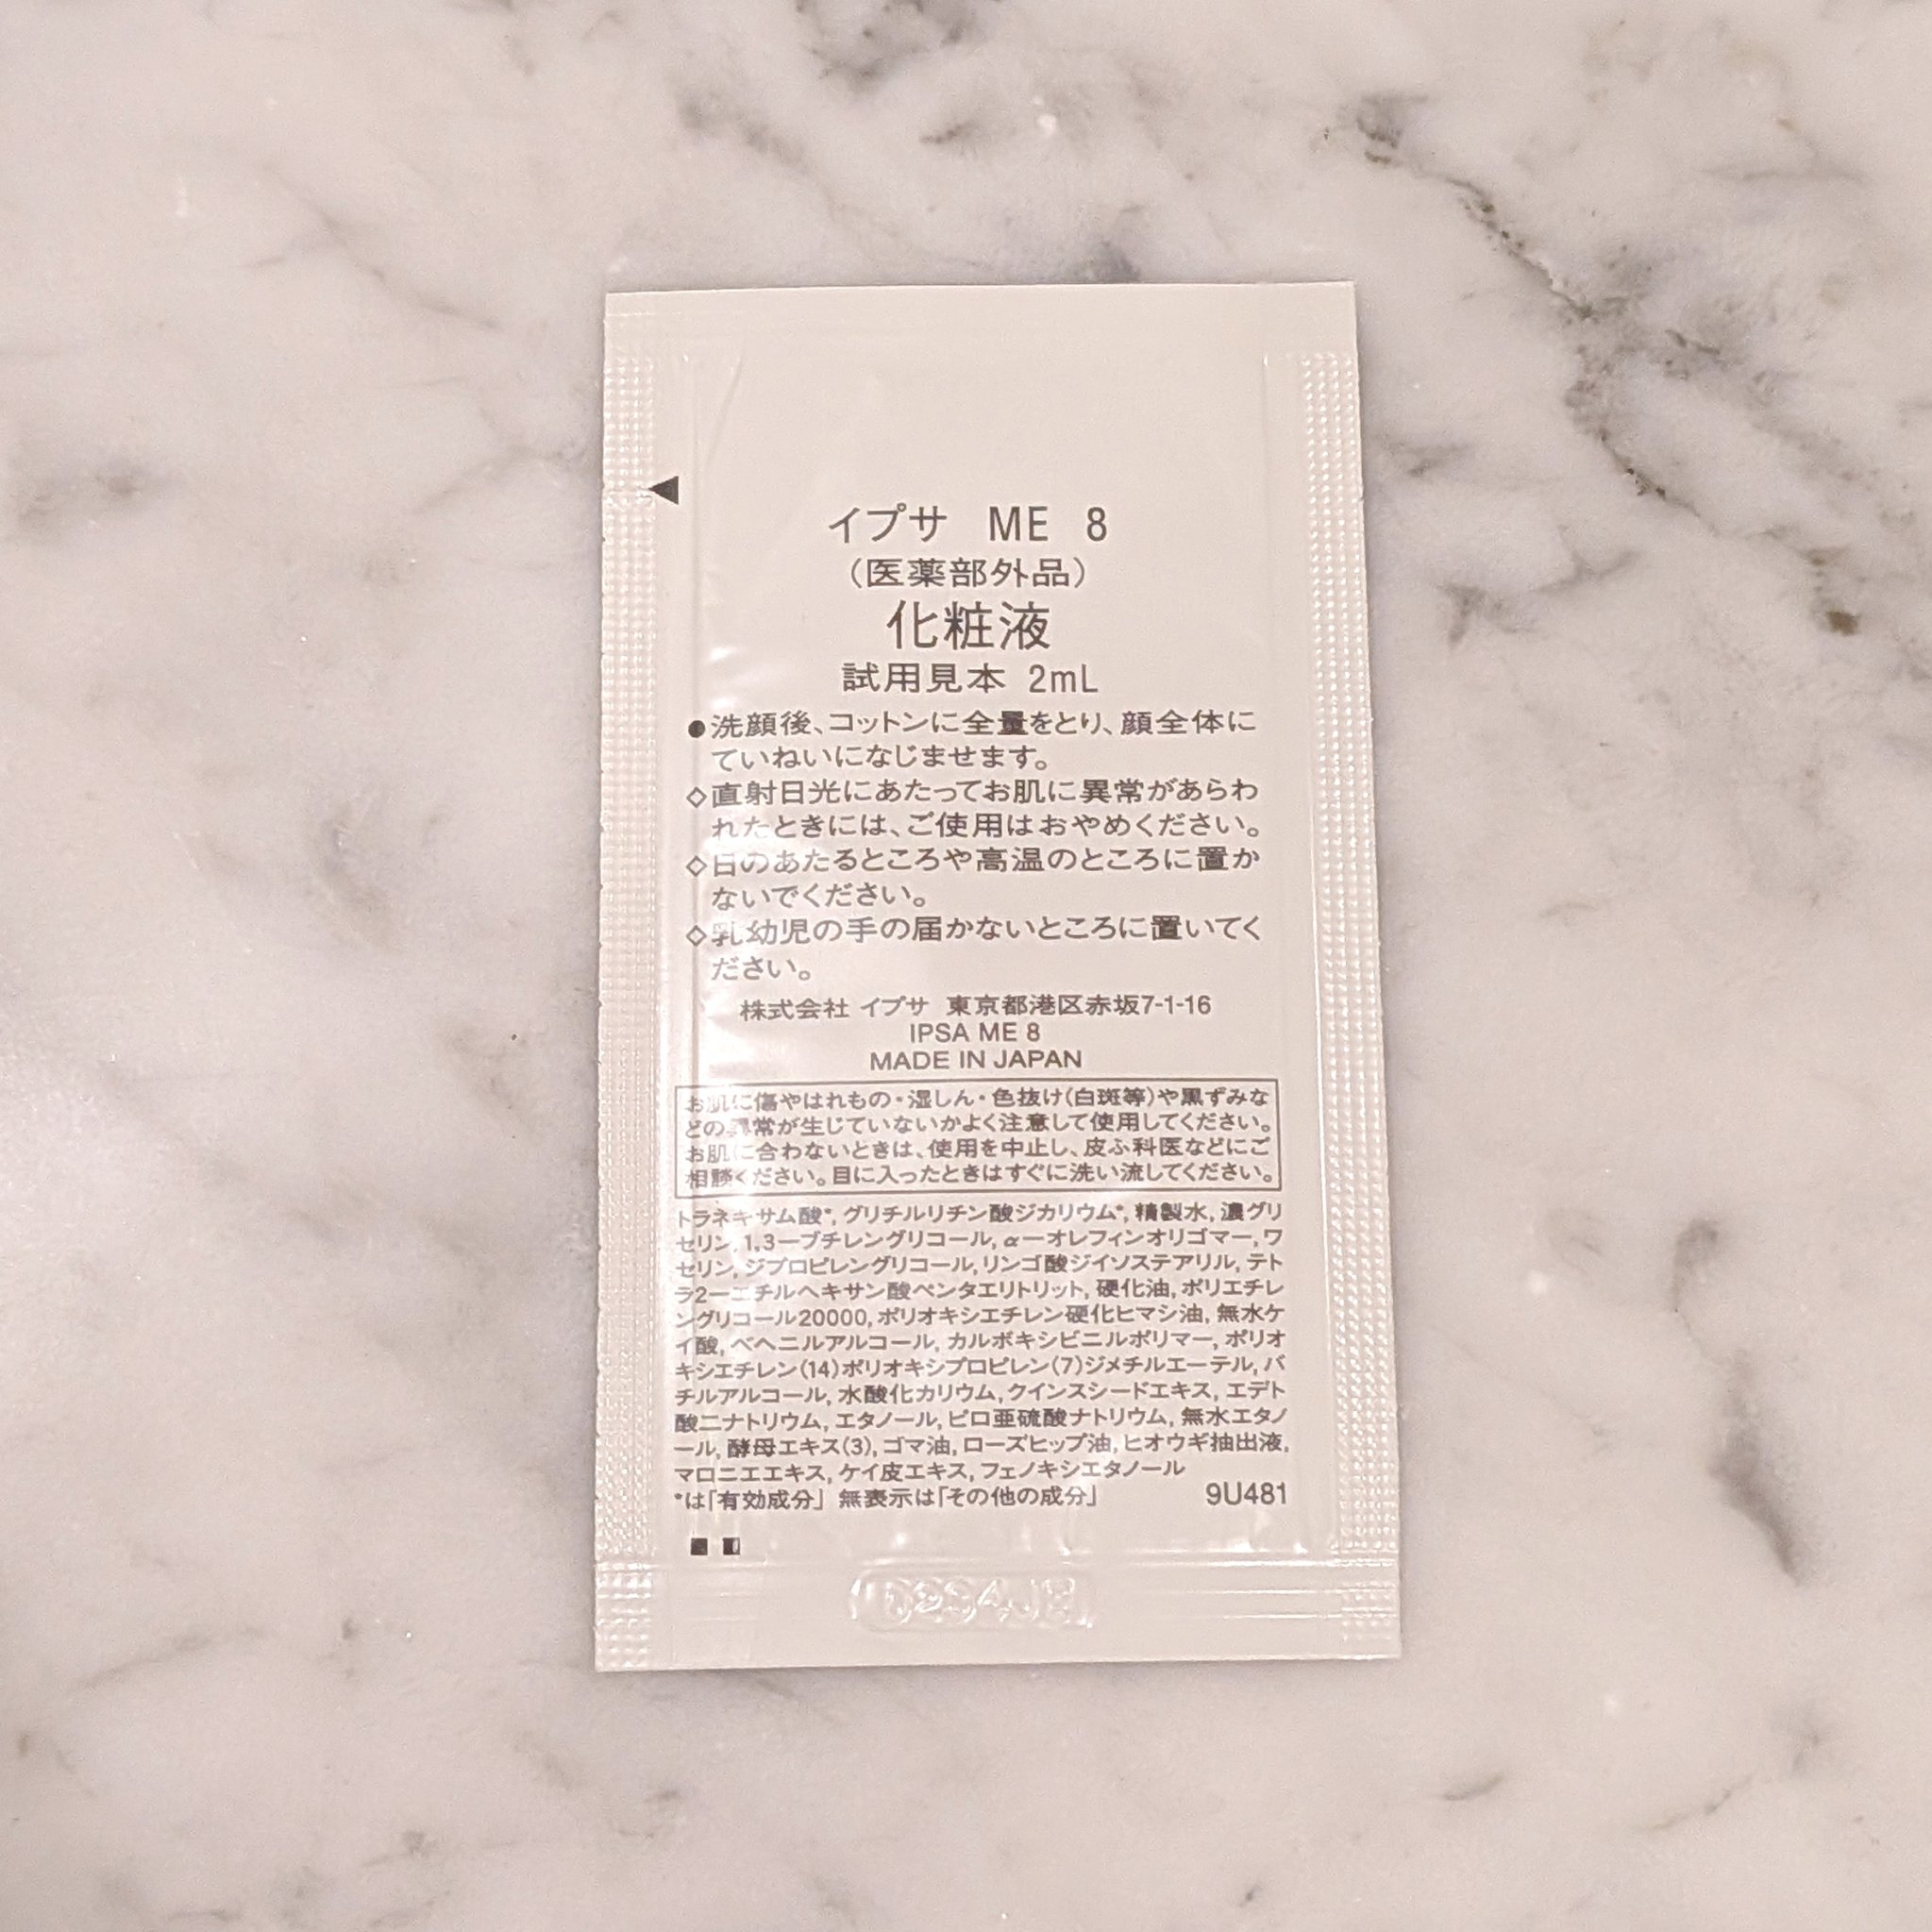 イプサ ME 8
(医薬部外品)
化粧液
試用見本 2mL
●洗顔後、コットンに全量をとり、顔全体に
ていねいになじませます。
◇直射日光にあたってお肌に異常があらわ
れたときには、ご使用はおやめください。
◇日のあたるところや高温のところに置か
ないでください。
◇乳幼児の手の届かないところに置いてく
ださい。
株式会社 イプサ 東京都港区赤坂7-1-16
IPSA ME 8
MADE IN JAPAN
お肌に傷やはれもの・湿しん・色抜け(白斑等)や黒ずみな
どの異常が生じていないかよく注意して使用してください。
お肌に合わないときは、使用を中止し、皮ふ科医などにご
相談ください。目に入ったときはすぐに洗い流してください。
トラネキサム酸*, グリチルリチン酸ジカリウム*, 精製水, 濃グリ
セリン, 1,3ーブチレングリコール, αーオレフィンオリゴマー, ワ
セリン, ジプロピレングリコール, リンゴ酸ジイソステアリル, テト
ラ2ーエチルヘキサン酸ペンタエリトリット, 硬化油, ポリエチレ
ングリコール20000, ポリオキシエチレン硬化ヒマシ油, 無水ケ
イ酸, ベヘニルアルコール, カルボキシビニルポリマー, ポリオ
キシエチレン(14)ポリオキシプロピレン(7)ジメチルエーテル, バ
チルアルコール, 水酸化カリウム, クインスシードエキス, エデト
酸二ナトリウム, エタノール, ピロ亜硫酸ナトリウム, 無水エタノ
ール, 酵母エキス(3), ゴマ油, ローズヒップ油, ヒオウギ抽出液,
マロニエエキス, ケイ皮エキス, フェノキシエタノール
*は「有効成分」 無表示は「その他の成分」 9U481